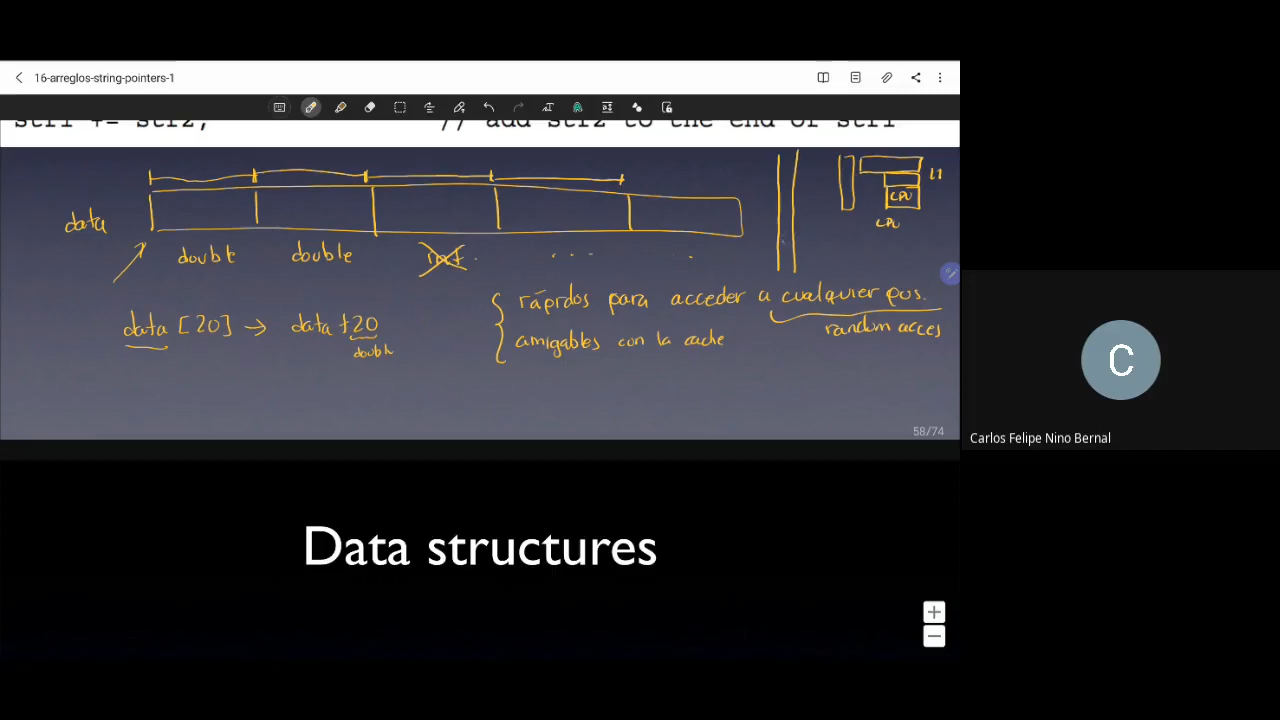 16-arreglos-string-pointers-1
str1 += str2; // add str2 to the end of str1
L1
CPU
CPU
data
double double int. ... .
data [20] → data +20
double
rápidos para acceder a cualquier pos.
random acces
amigables con la cache
58/74
C
Carlos Felipe Nino Bernal
Data structures